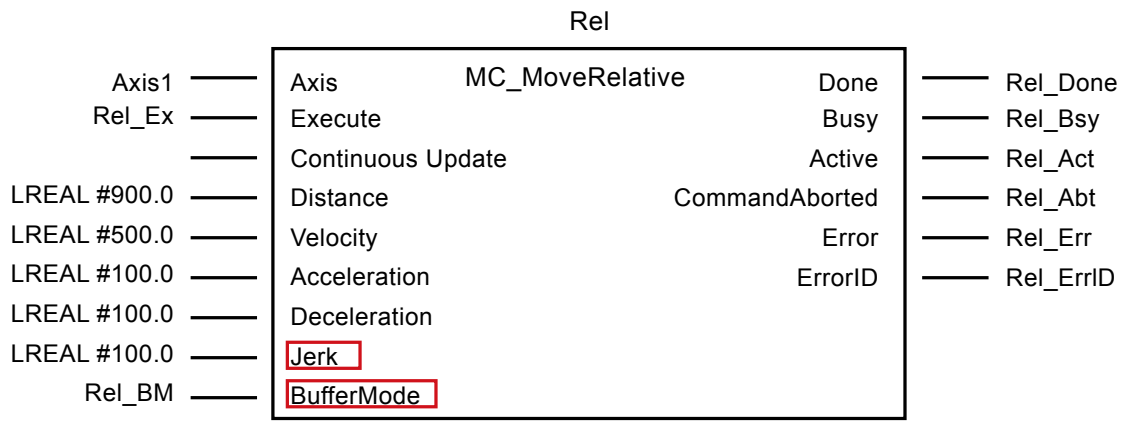 Rel
MC_MoveRelative
Axis1 Axis Done Rel_Done
Rel_Ex Execute Busy Rel_Bsy
Continuous Update Active Rel_Act
LREAL #900.0 Distance CommandAborted Rel_Abt
LREAL #500.0 Velocity Error Rel_Err
LREAL #100.0 Acceleration ErrorID Rel_ErrID
LREAL #100.0 Deceleration
LREAL #100.0 Jerk
Rel_BM BufferMode